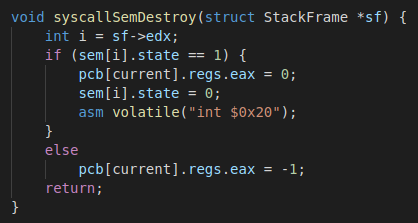 void syscallSemDestroy(struct StackFrame *sf) {
    int i = sf->edx;
    if (sem[i].state == 1) {
        pcb[current].regs.eax = 0;
        sem[i].state = 0;
        asm volatile("int $0x20");
    }
    else
        pcb[current].regs.eax = -1;
    return;
}